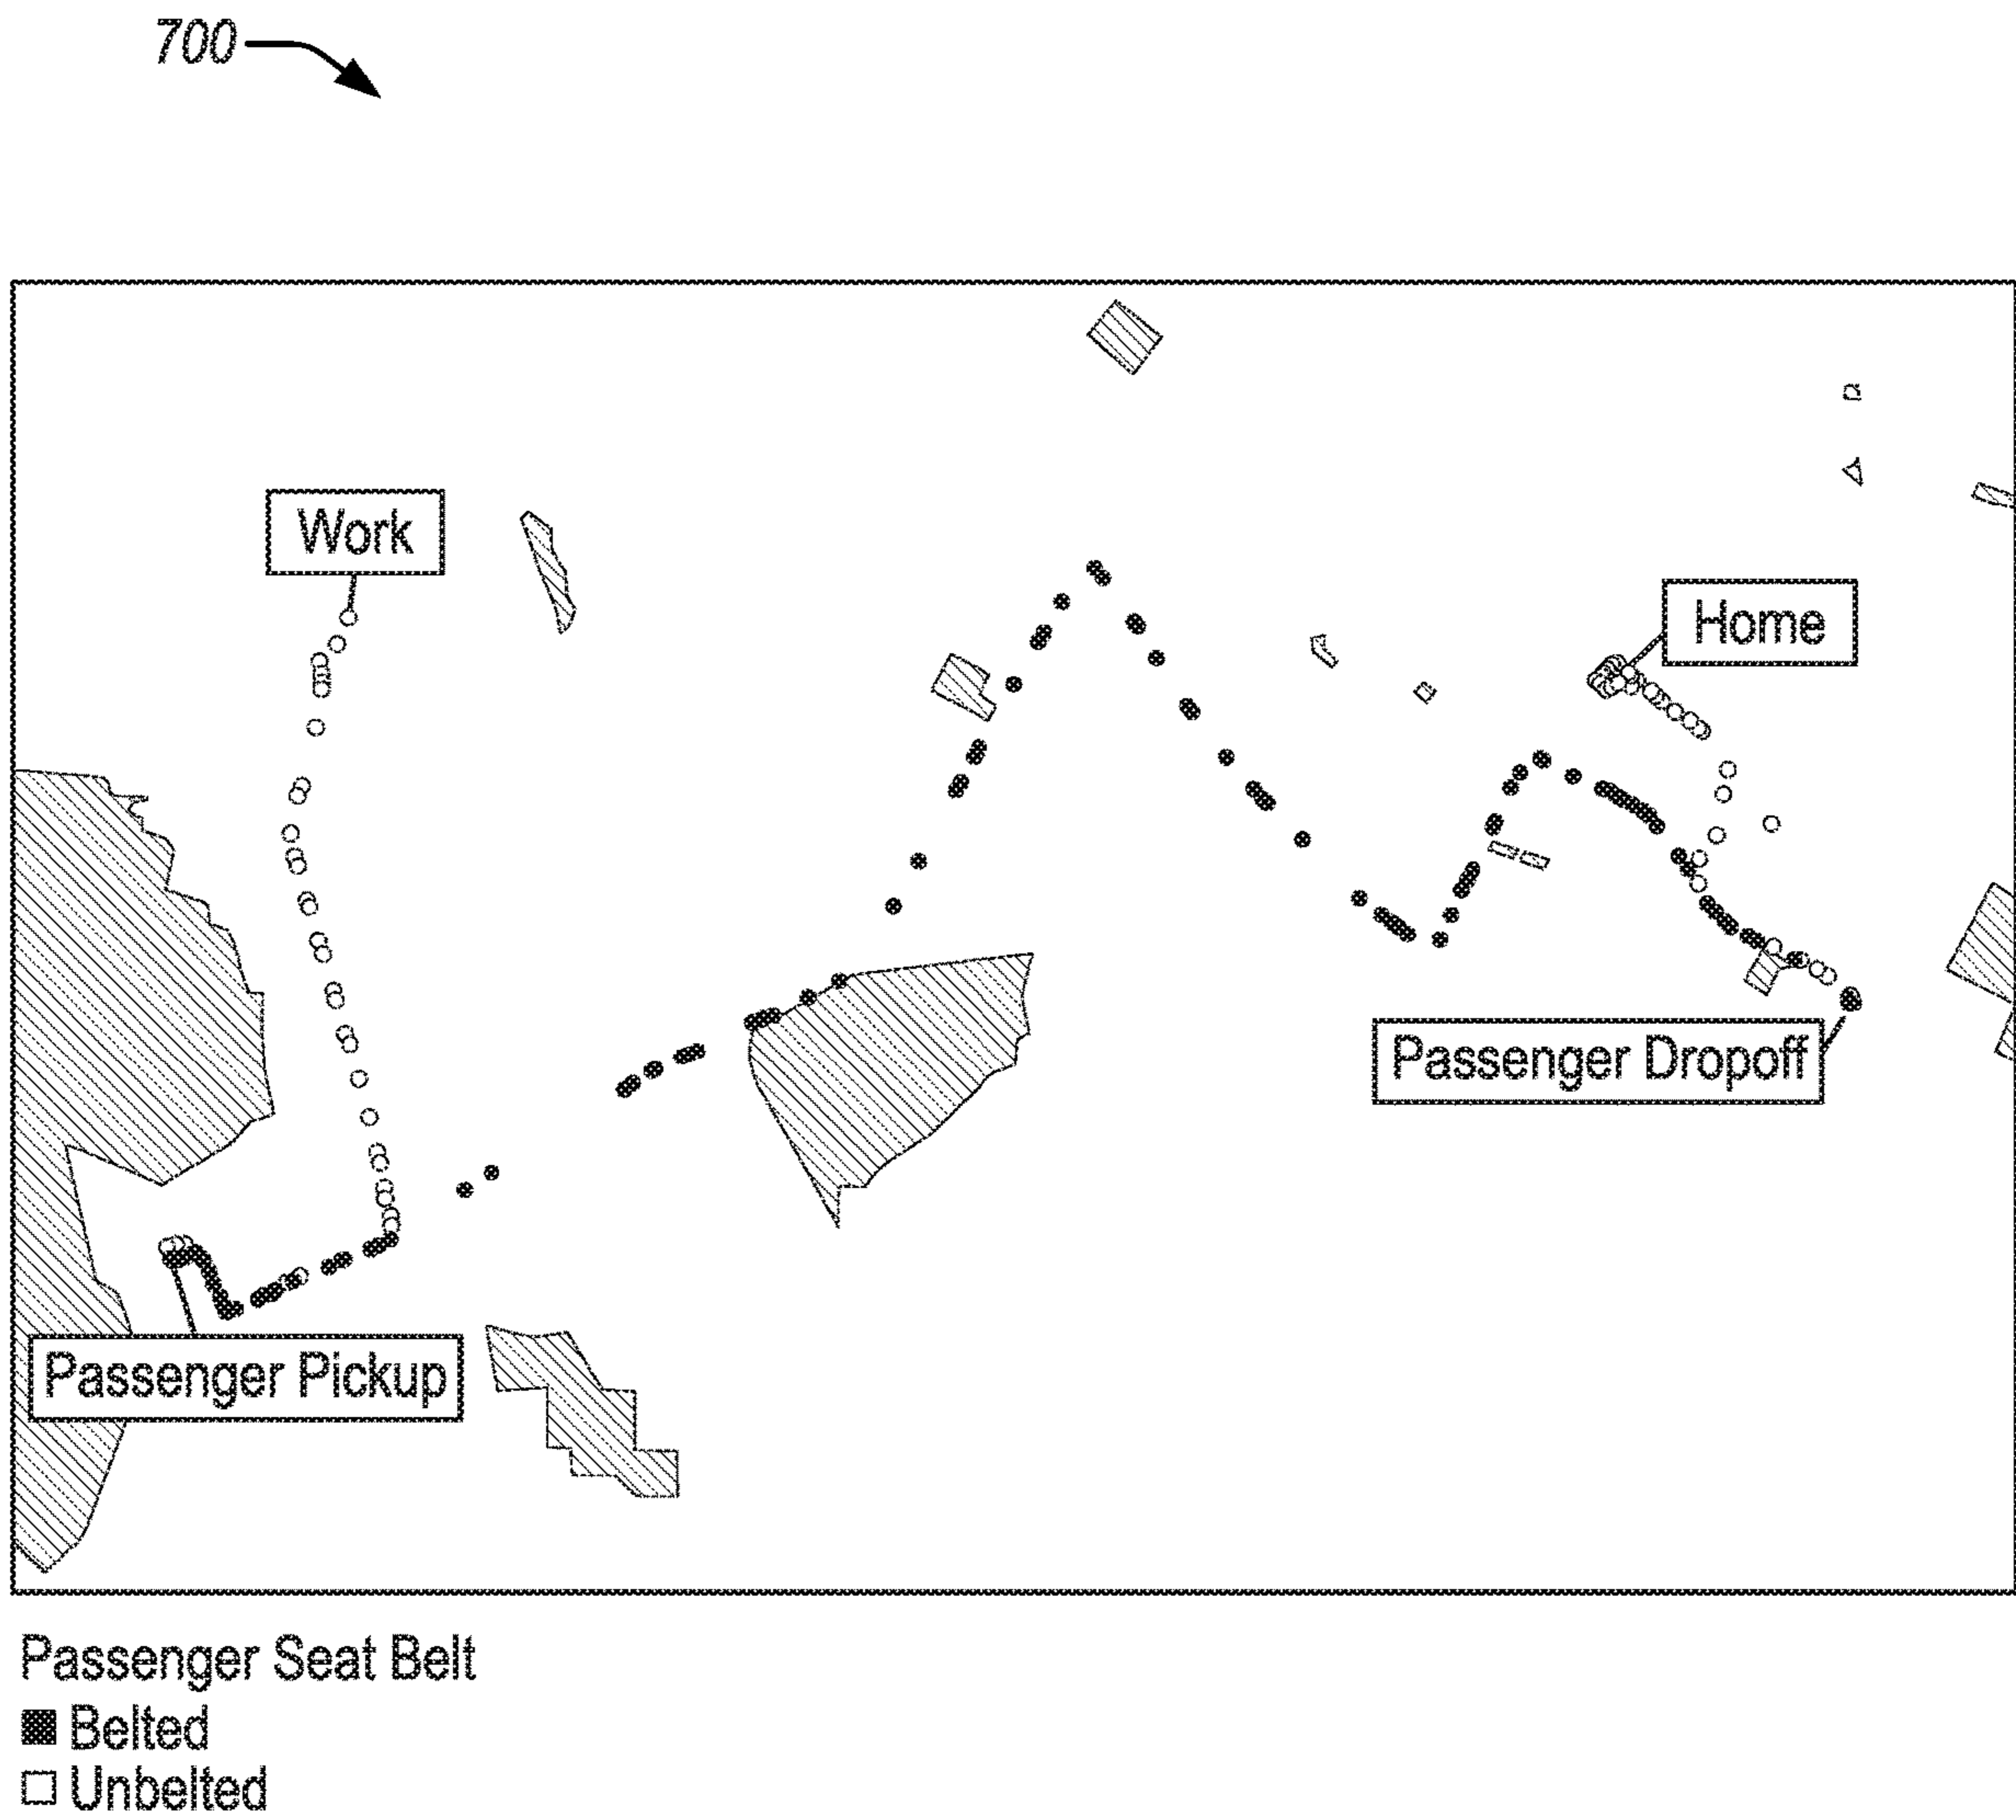 700
Work
Home
Passenger Dropoff
Passenger Pickup
Passenger Seat Belt
Belted
Unbelted